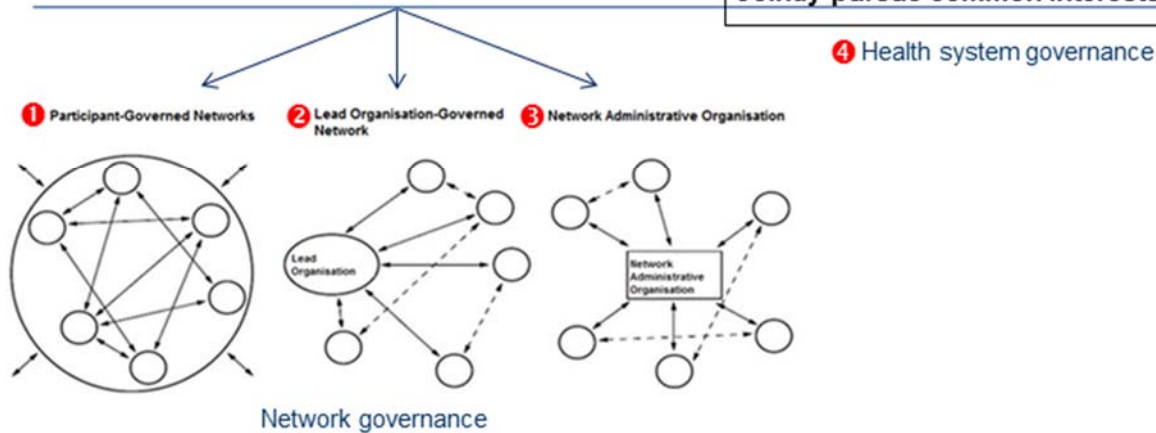 4 Health system governance
1 Participant-Governed Networks
2 Lead Organisation-Governed
Network
3 Network Administrative Organisation
Lead
Organisation
Network
Administrative
Organisation
Network governance